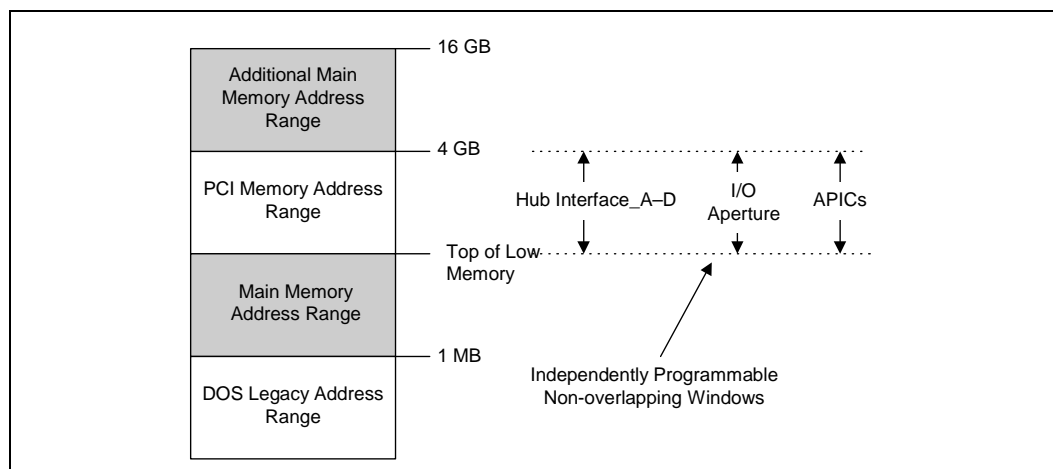 16 GB
Additional Main
Memory Address
Range
4 GB
PCI Memory Address
Range
Hub Interface_A–D
I/O
Aperture
APICs
Top of Low
Memory
Main Memory
Address Range
1 MB
Independently Programmable
Non-overlapping Windows
DOS Legacy Address
Range